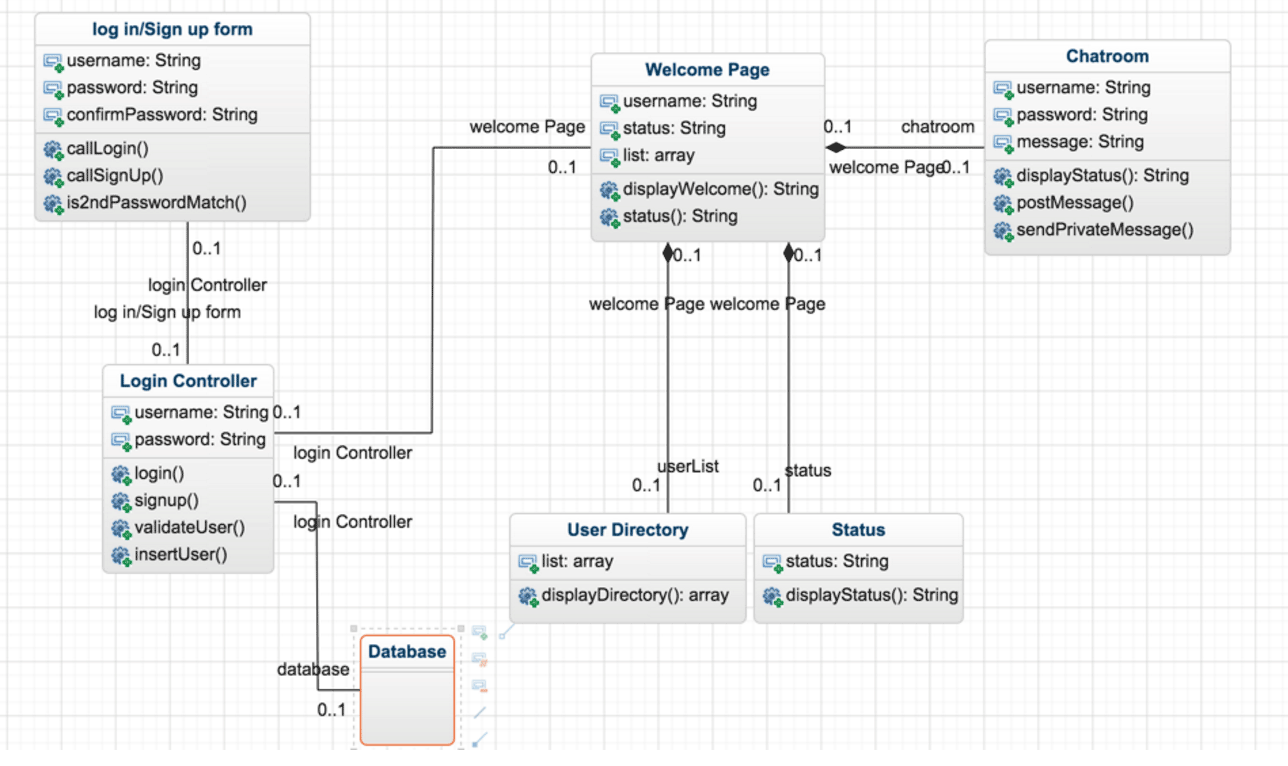 log in/Sign up form
username: String
password: String
confirmPassword: String
callLogin()
callSignUp()
is2ndPasswordMatch()
0..1
login Controller
log in/Sign up form
0..1
Login Controller
username: String
password: String
login()
signup()
validateUser()
insertUser()
0..1
login Controller
0..1
login Controller
welcome Page
0..1
database
0..1
Database
Welcome Page
username: String
status: String
list: array
displayWelcome(): String
status(): String
0..1
chatroom
welcome Page
0..1
Chatroom
username: String
password: String
message: String
displayStatus(): String
postMessage()
sendPrivateMessage()
0..1
0..1
welcome Page
welcome Page
userList
0..1
status
0..1
User Directory
list: array
displayDirectory(): array
Status
status: String
displayStatus(): String